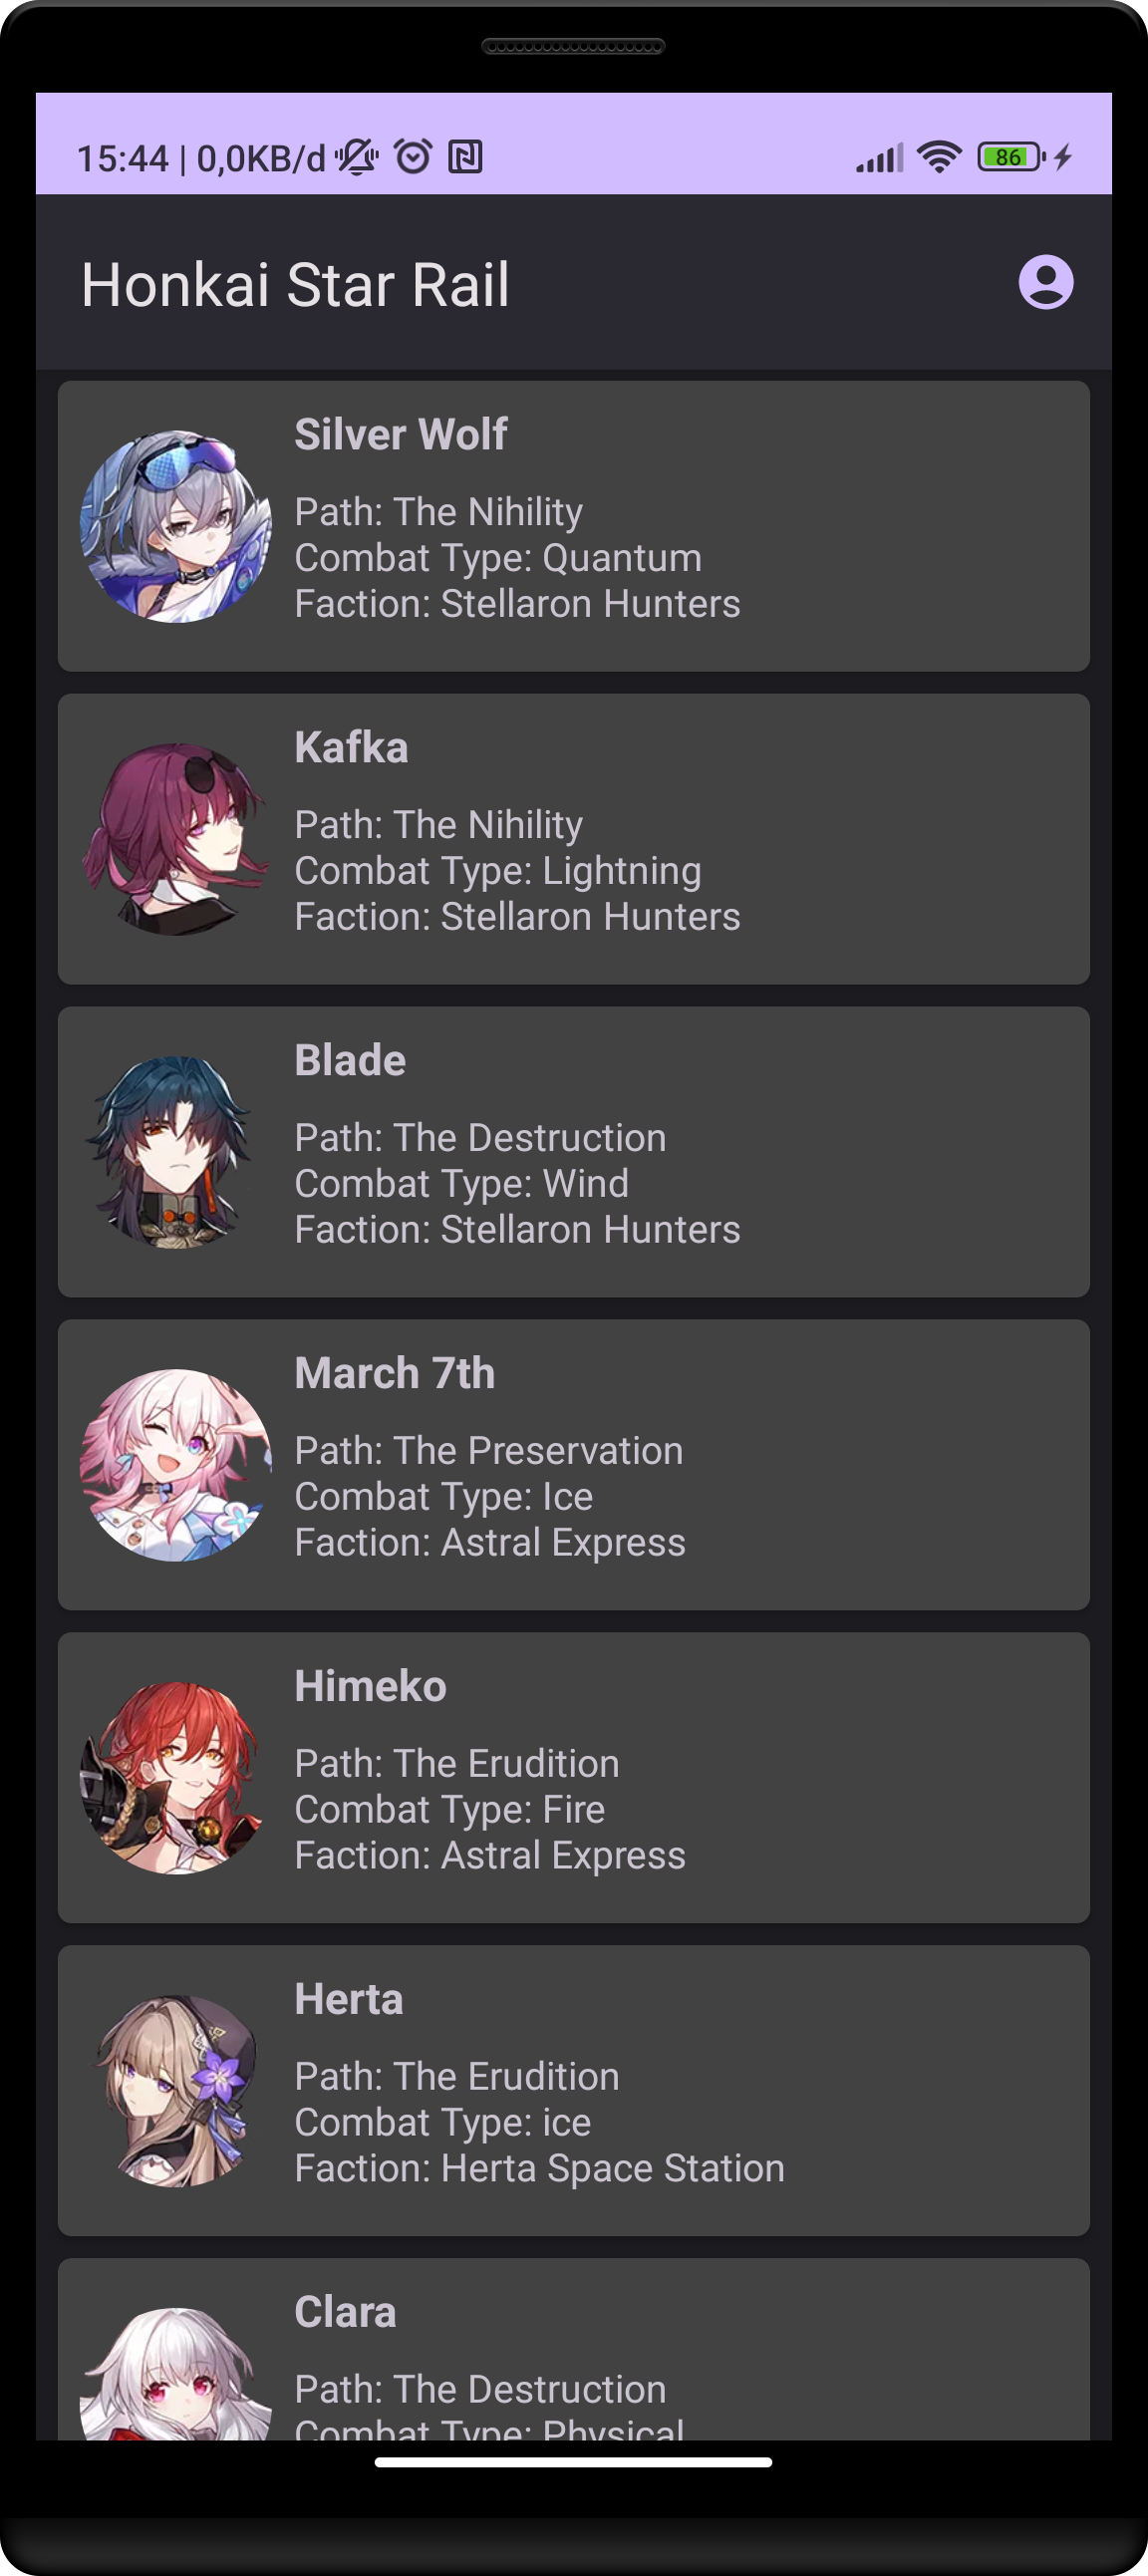 15:44 | 0,0KB/d
86
Honkai Star Rail
Silver Wolf
Path: The Nihility
Combat Type: Quantum
Faction: Stellaron Hunters
Kafka
Path: The Nihility
Combat Type: Lightning
Faction: Stellaron Hunters
Blade
Path: The Destruction
Combat Type: Wind
Faction: Stellaron Hunters
March 7th
Path: The Preservation
Combat Type: Ice
Faction: Astral Express
Himeko
Path: The Erudition
Combat Type: Fire
Faction: Astral Express
Herta
Path: The Erudition
Combat Type: ice
Faction: Herta Space Station
Clara
Path: The Destruction
Combat Type: Physical